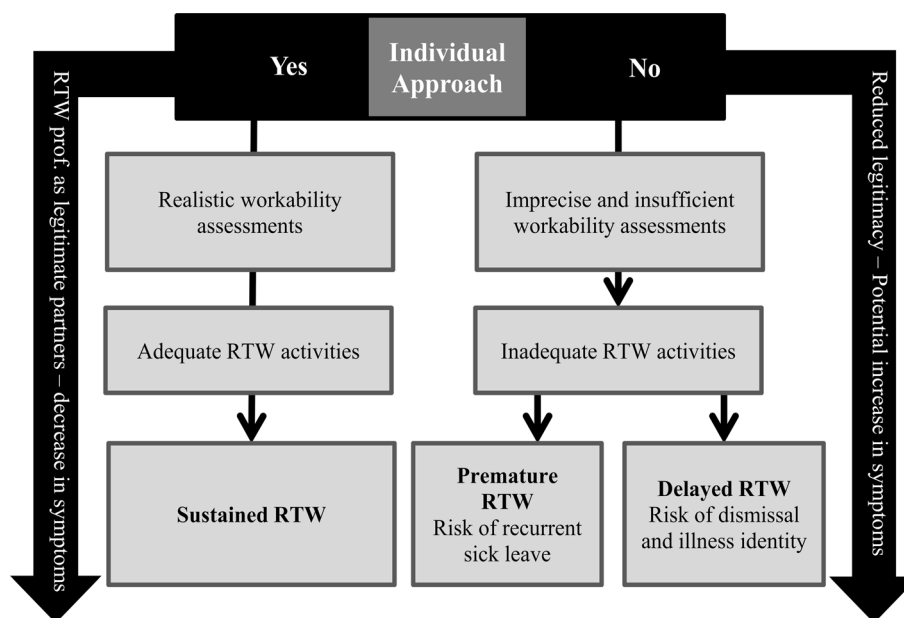 Yes
Individual
Approach
No
RTW prof. as legitimate partners – decrease in symptoms
Reduced legitimacy – Potential increase in symptoms
Realistic workability
assessments
Imprecise and insufficient
workability assessments
Adequate RTW activities
Inadequate RTW activities
Sustained RTW
Premature
RTW
Risk of recurrent
sick leave
Delayed RTW
Risk of dismissal
and illness identity